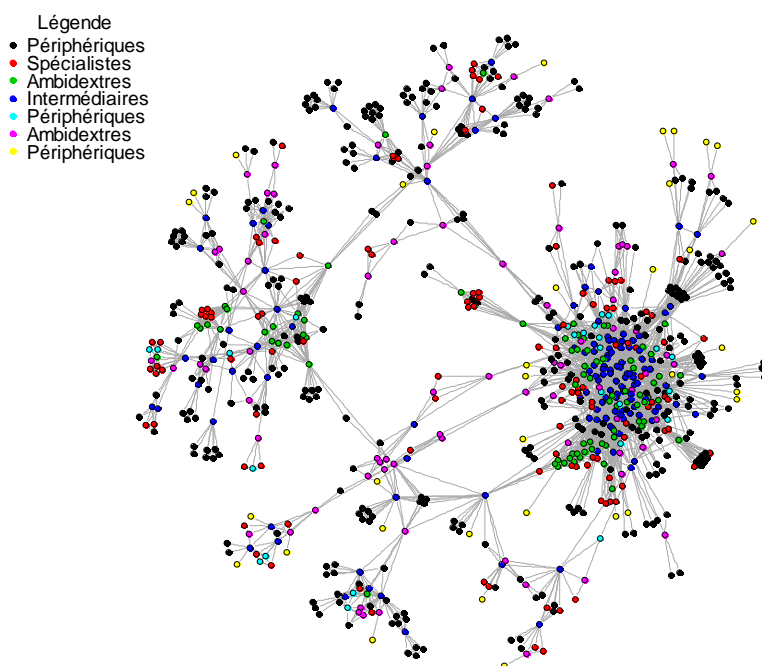 Légende
Périphériques
Spécialistes
Ambidextres
Intermédiaires
Périphériques
Ambidextres
Périphériques